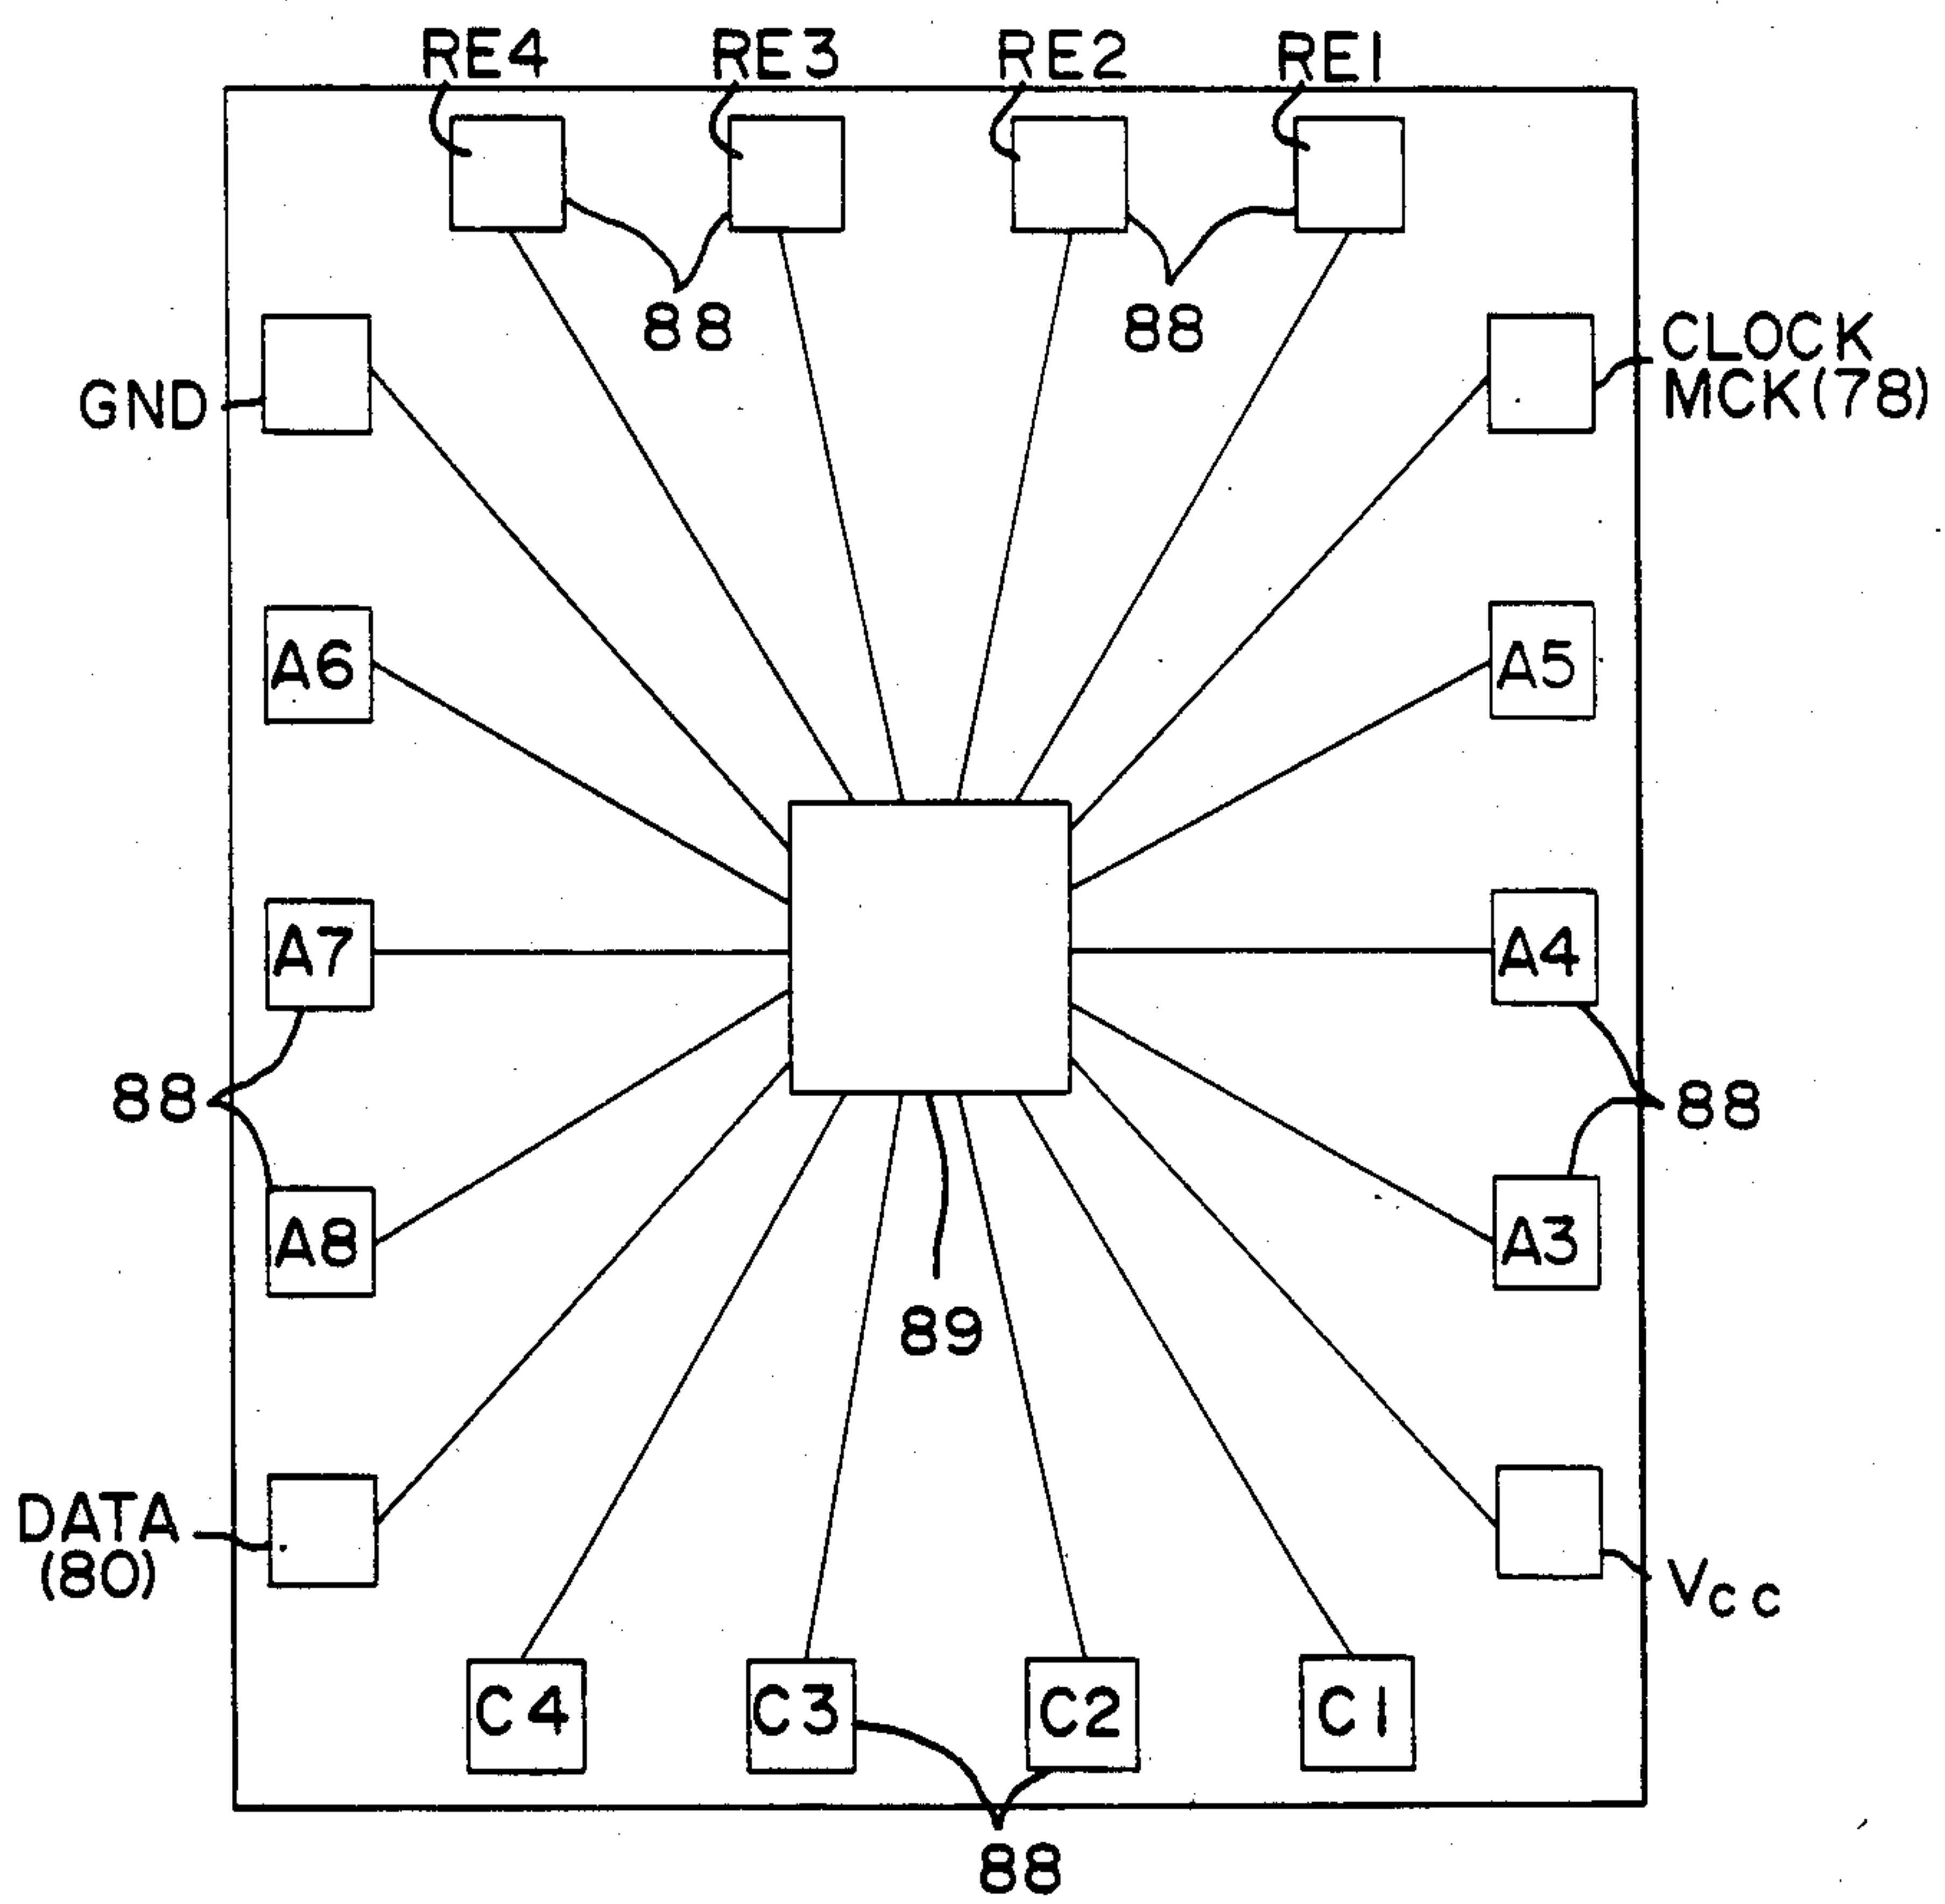 RE4 RE3 RE2 RE1
88 88
CLOCK
MCK(78)
GND
A6 A5
A7 A4
88 88
A8 A3
89
DATA
(80)
Vcc
C4 C3 C2 C1
88